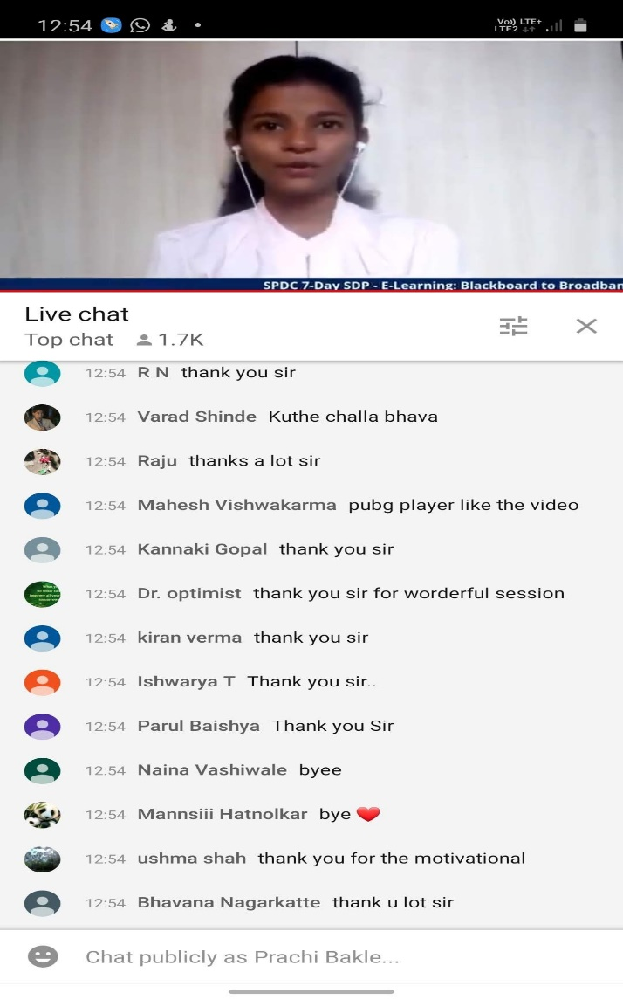 12:54
Vo)) LTE+
LTE2
SPDC 7-Day SDP - E-Learning: Blackboard to Broadban
Live chat
Top chat 1.7K
12:54 R N thank you sir
12:54 Varad Shinde Kuthe challa bhava
12:54 Raju thanks a lot sir
12:54 Mahesh Vishwakarma pubg player like the video
12:54 Kannaki Gopal thank you sir
12:54 Dr. optimist thank you sir for worderful session
12:54 kiran verma thank you sir
12:54 Ishwarya T Thank you sir..
12:54 Parul Baishya Thank you Sir
12:54 Naina Vashiwale byee
12:54 Mannsiii Hatnolkar bye ❤️
12:54 ushma shah thank you for the motivational
12:54 Bhavana Nagarkatte thank u lot sir
Chat publicly as Prachi Bakle...